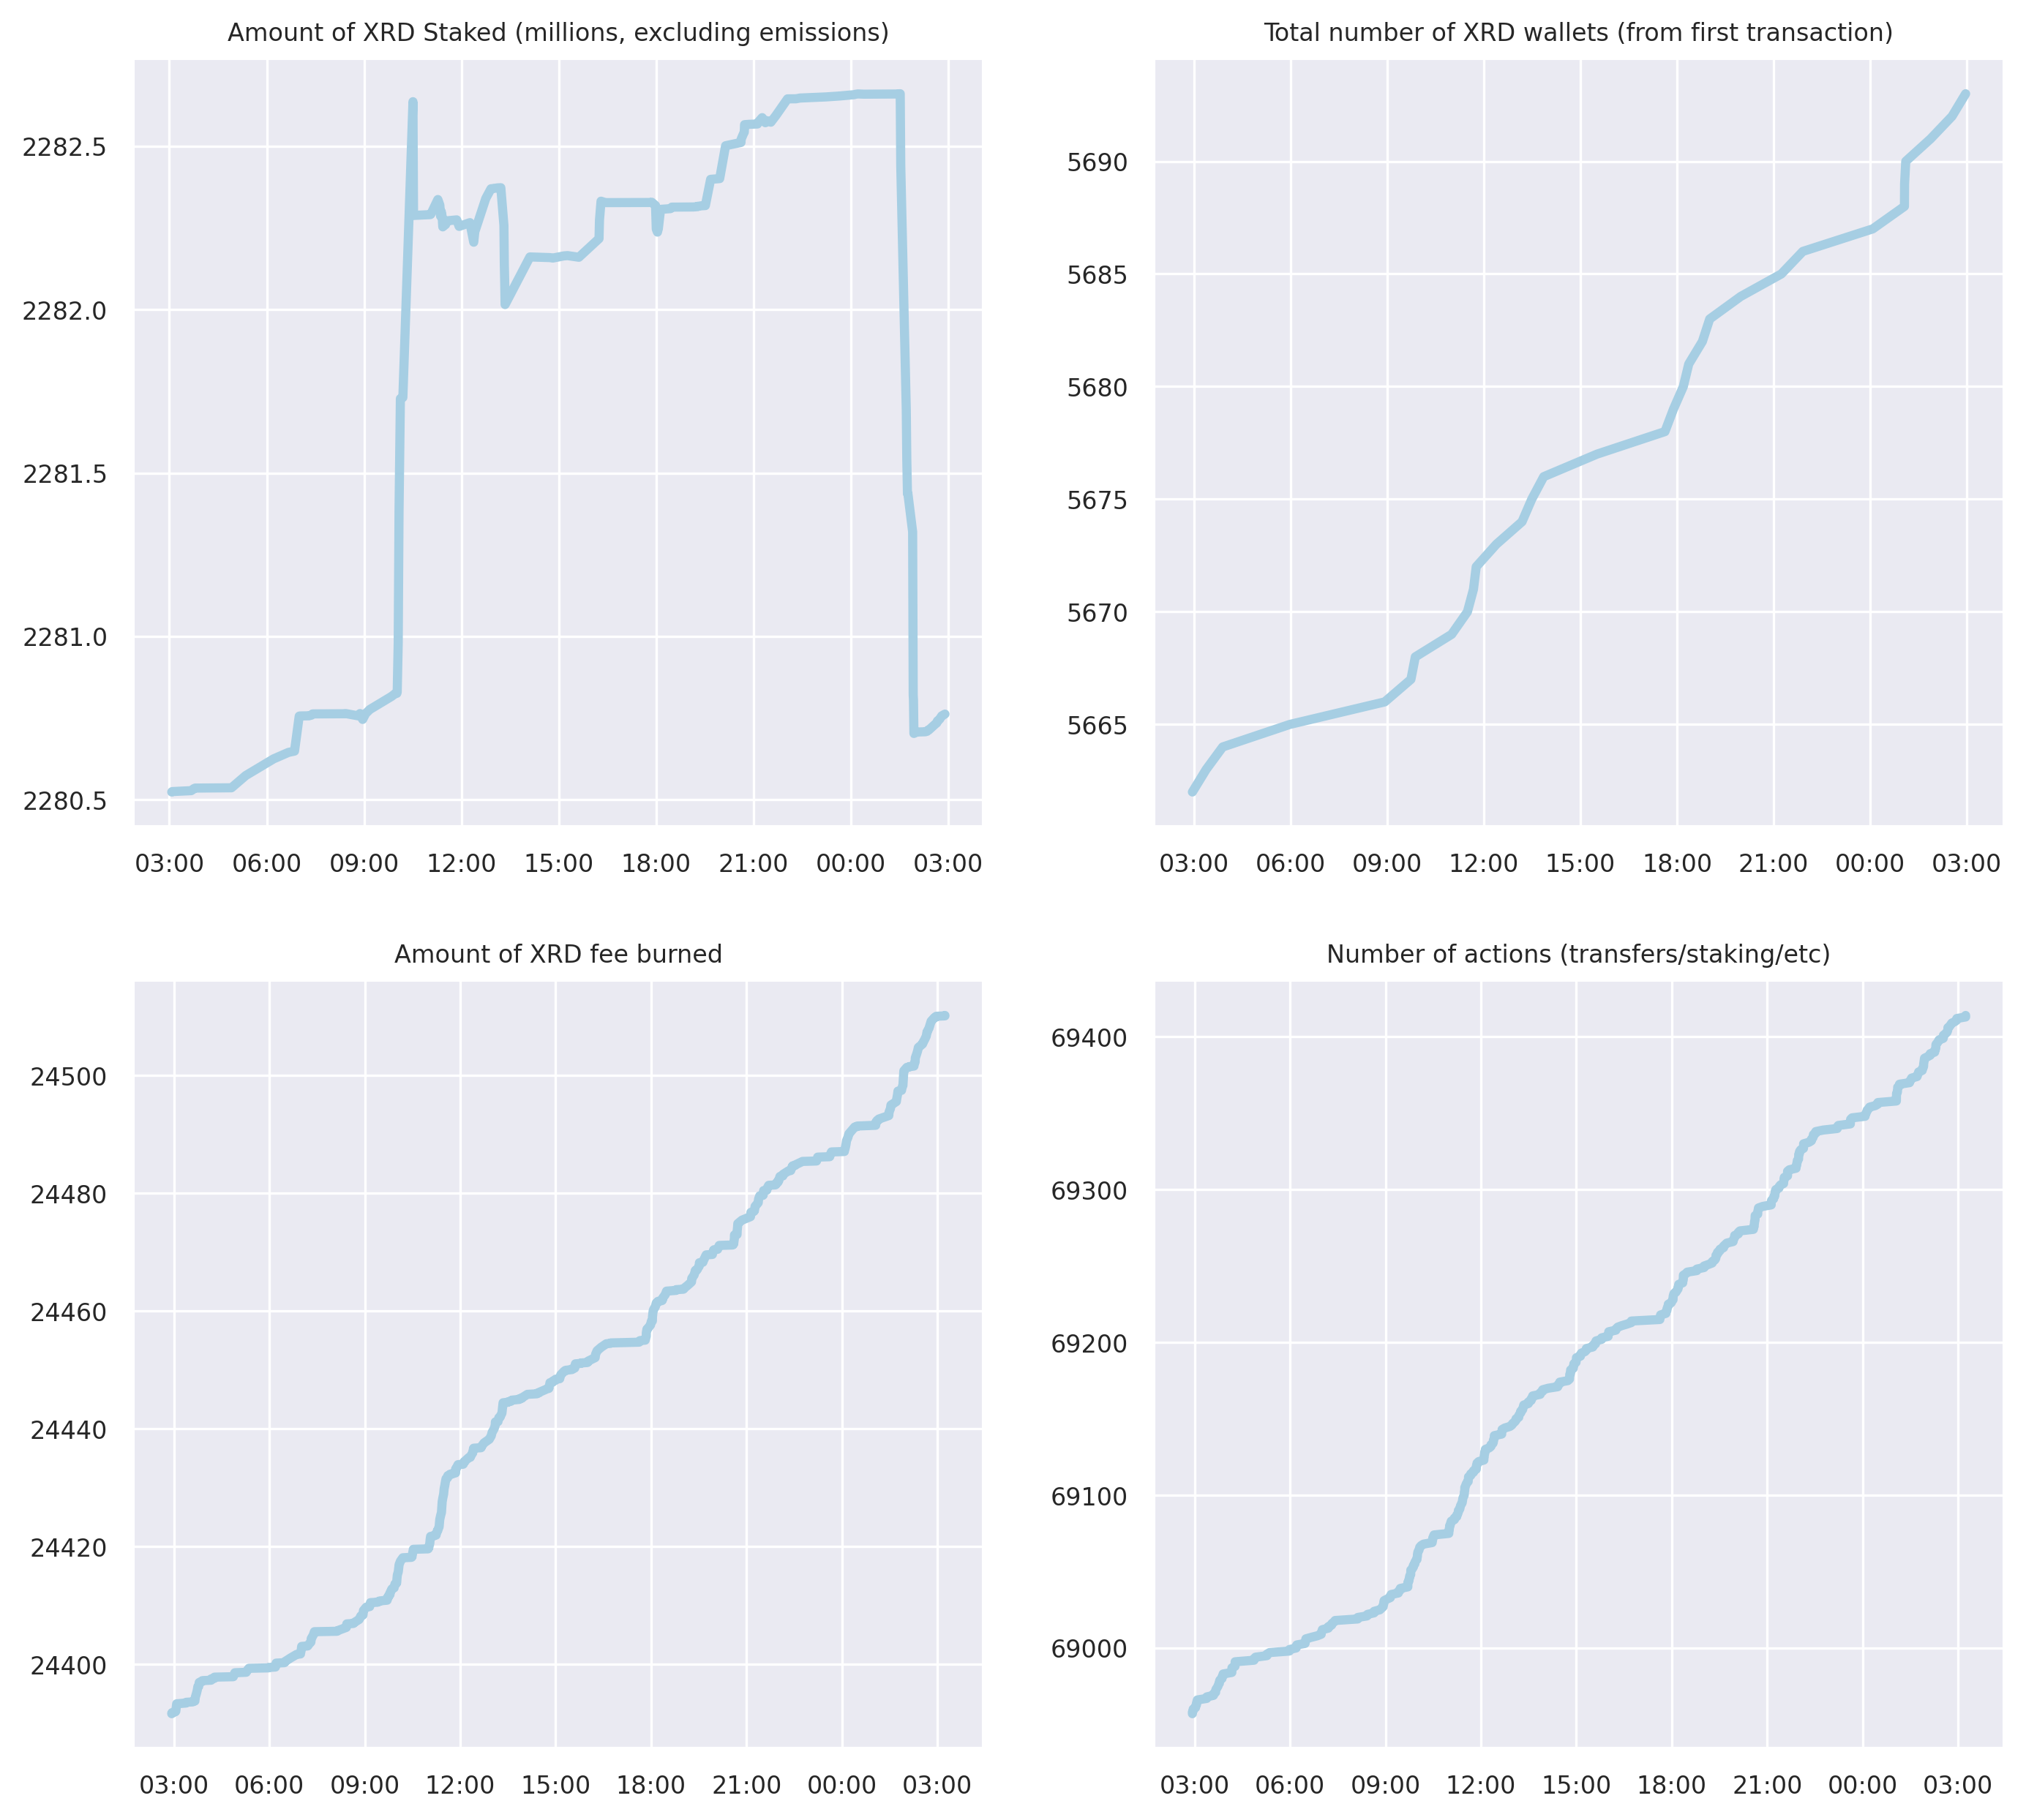 Amount of XRD Staked (millions, excluding emissions)
2282.5
2282.0
2281.5
2281.0
2280.5
03:00 06:00 09:00 12:00 15:00 18:00 21:00 00:00 03:00
Total number of XRD wallets (from first transaction)
5690
5685
5680
5675
5670
5665
03:00 06:00 09:00 12:00 15:00 18:00 21:00 00:00 03:00
Amount of XRD fee burned
24500
24480
24460
24440
24420
24400
03:00 06:00 09:00 12:00 15:00 18:00 21:00 00:00 03:00
Number of actions (transfers/staking/etc)
69400
69300
69200
69100
69000
03:00 06:00 09:00 12:00 15:00 18:00 21:00 00:00 03:00